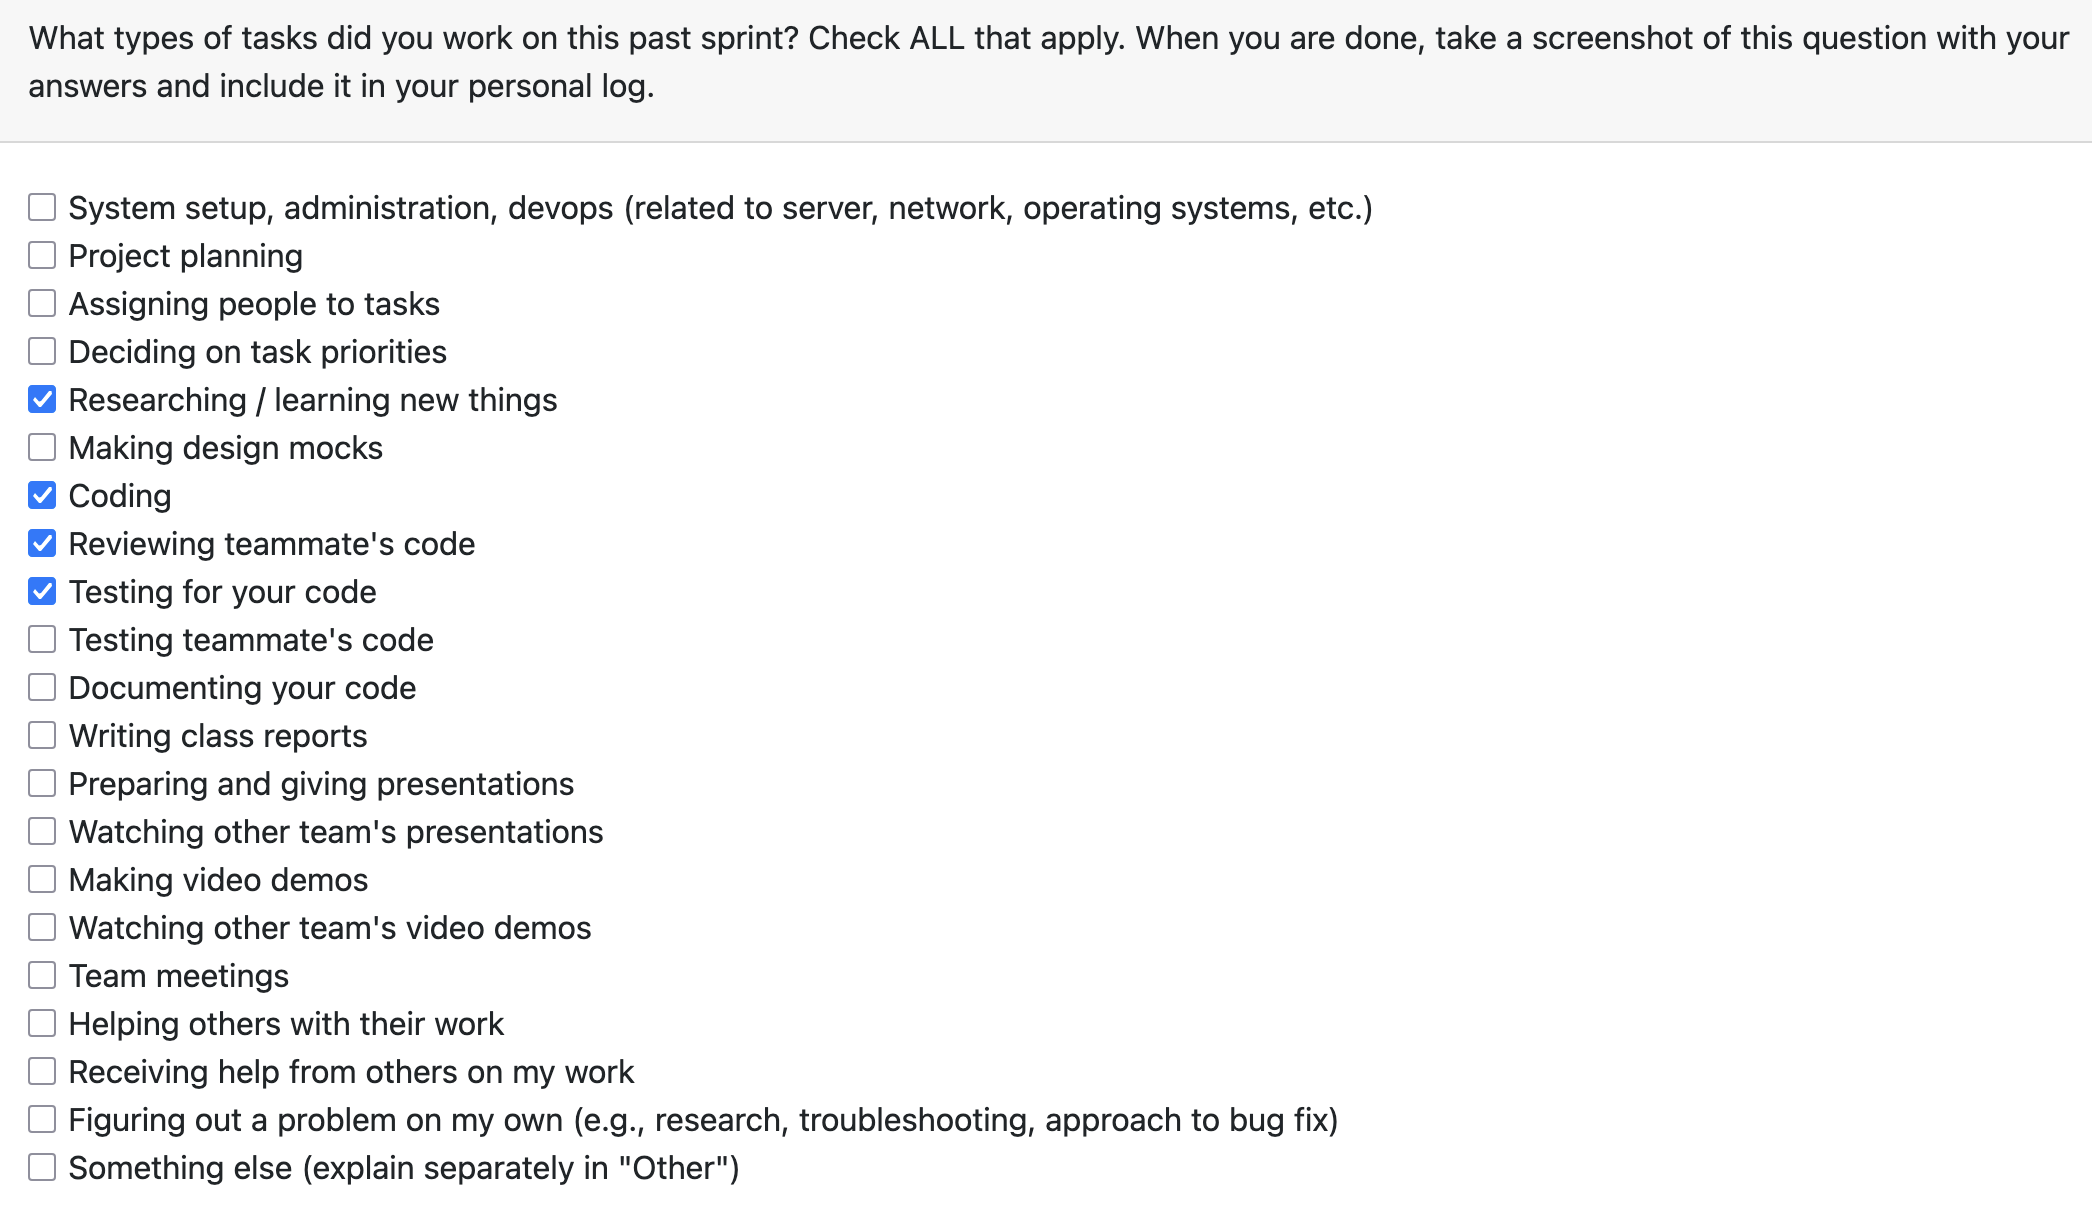 What types of tasks did you work on this past sprint? Check ALL that apply. When you are done, take a screenshot of this question with your
answers and include it in your personal log.
System setup, administration, devops (related to server, network, operating systems, etc.)
Project planning
Assigning people to tasks
Deciding on task priorities
Researching / learning new things
Making design mocks
Coding
Reviewing teammate's code
Testing for your code
Testing teammate's code
Documenting your code
Writing class reports
Preparing and giving presentations
Watching other team's presentations
Making video demos
Watching other team's video demos
Team meetings
Helping others with their work
Receiving help from others on my work
Figuring out a problem on my own (e.g., research, troubleshooting, approach to bug fix)
Something else (explain separately in "Other")